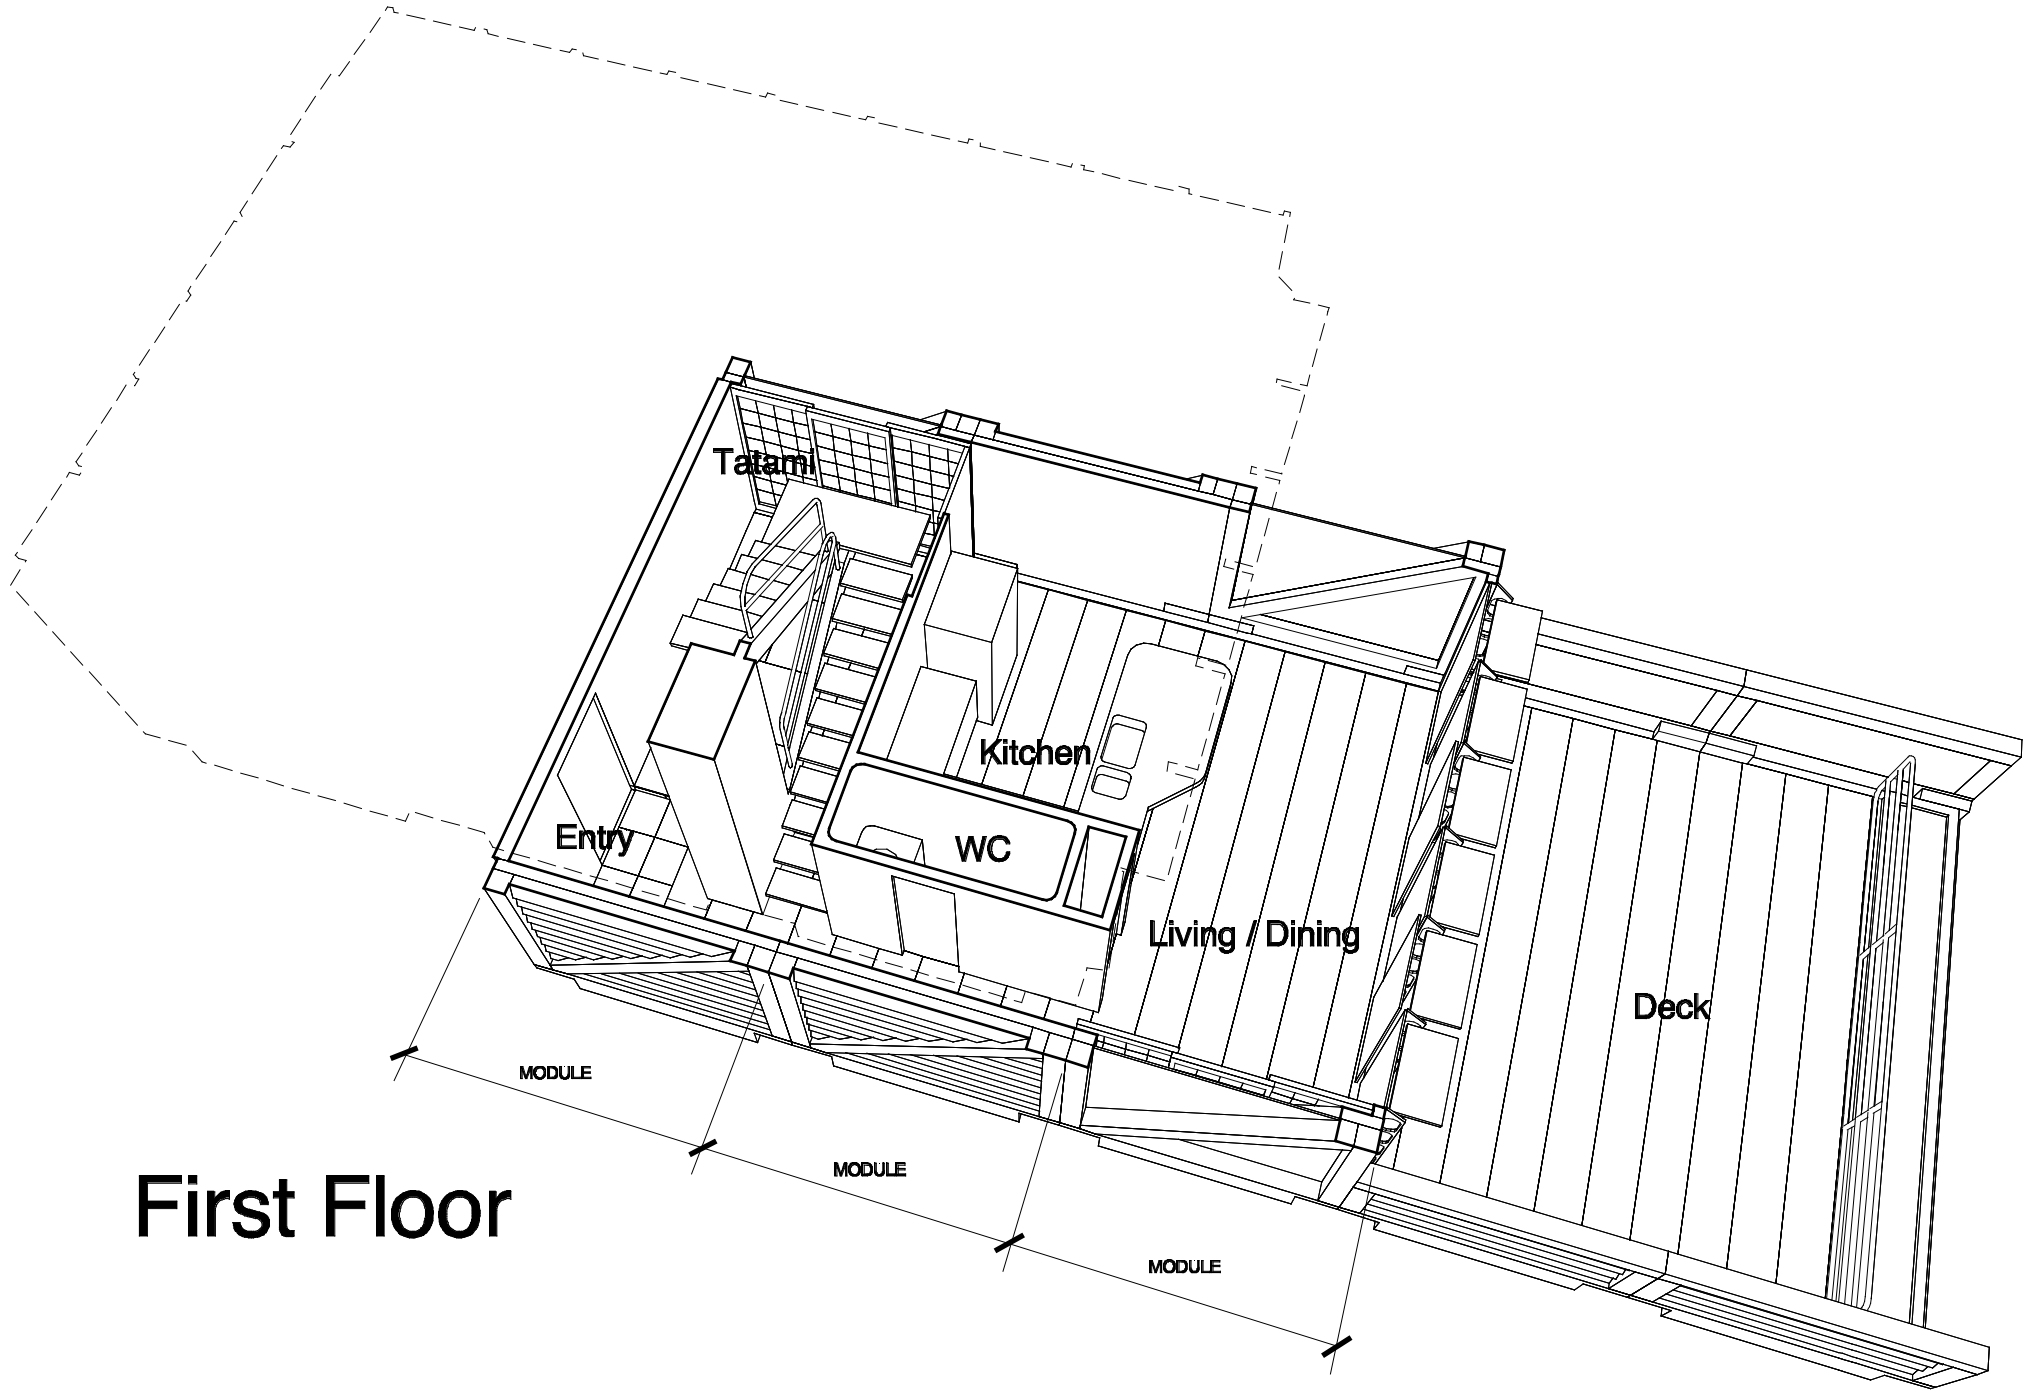 Tatami
Kitchen
Entry
WC
Living / Dining
Deck
MODULE
MODULE
MODULE
First Floor